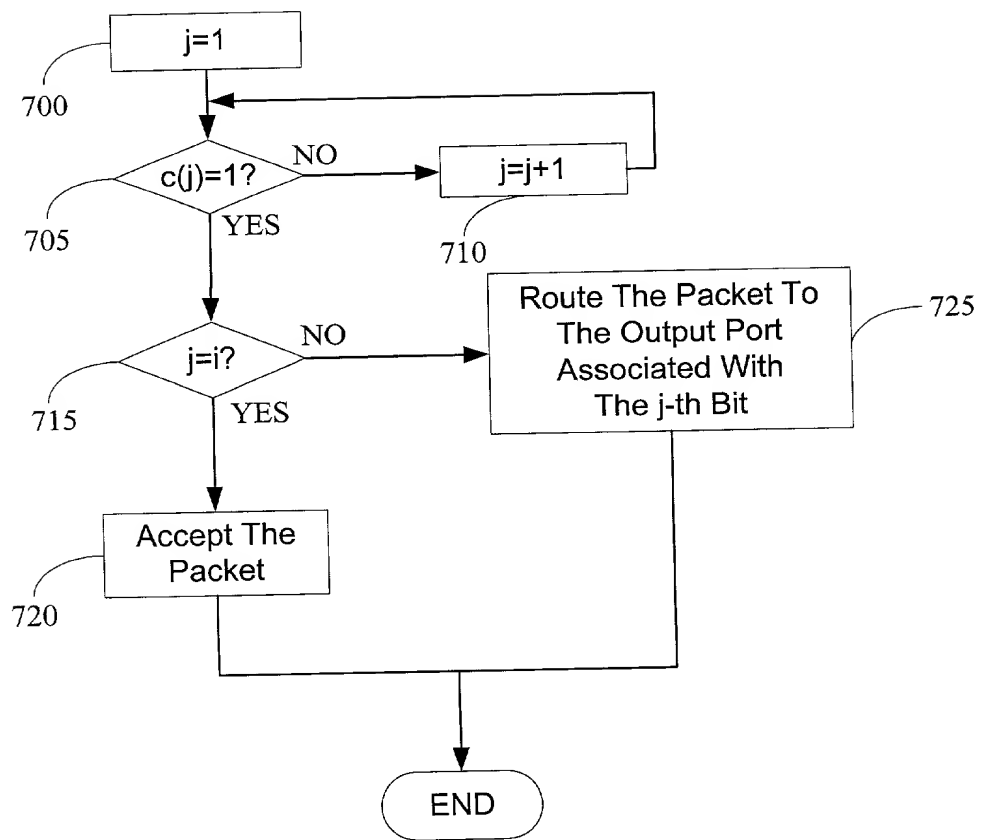 j=1
700
c(j)=1?
NO
j=j+1
705
YES
710
Route The Packet To
The Output Port
Associated With
The j-th Bit
725
j=i?
NO
715
YES
Accept The
Packet
720
END